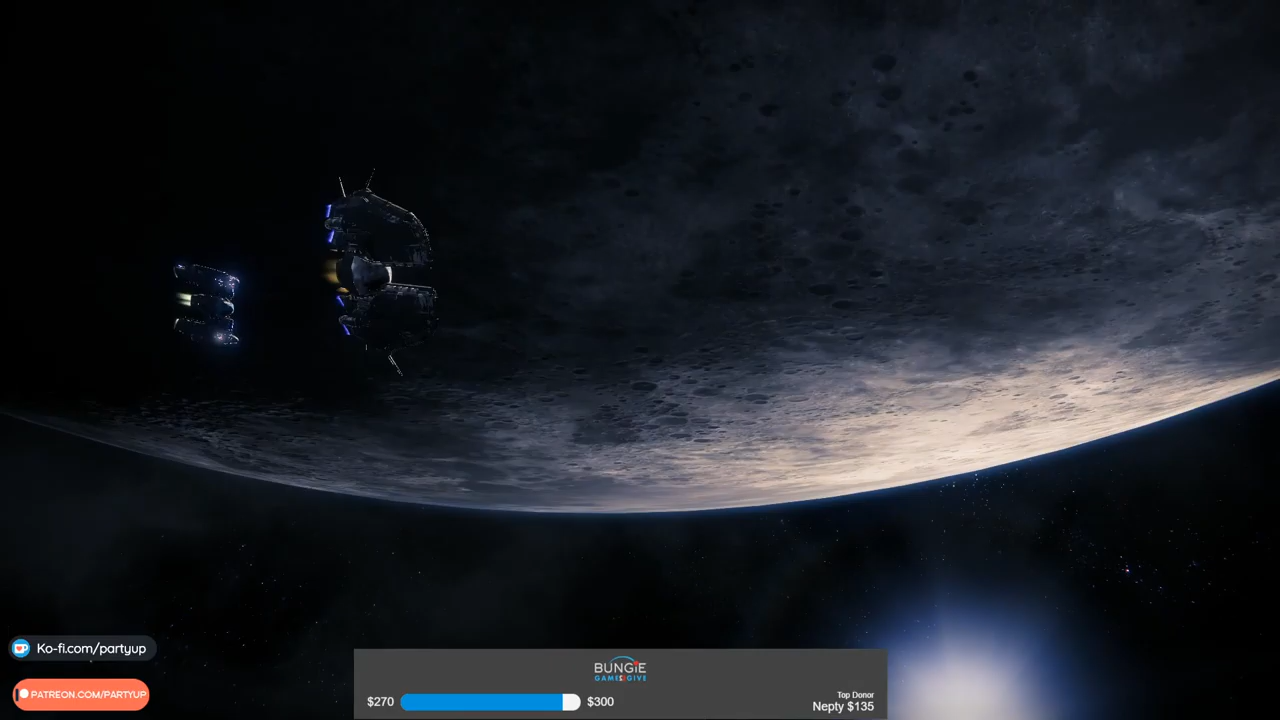 Ko-fi.com/partyup
PATREON.COM/PARTYUP
BUNGIE
GAME2GIVE
$270
$300
Top Donor
Nepty $135